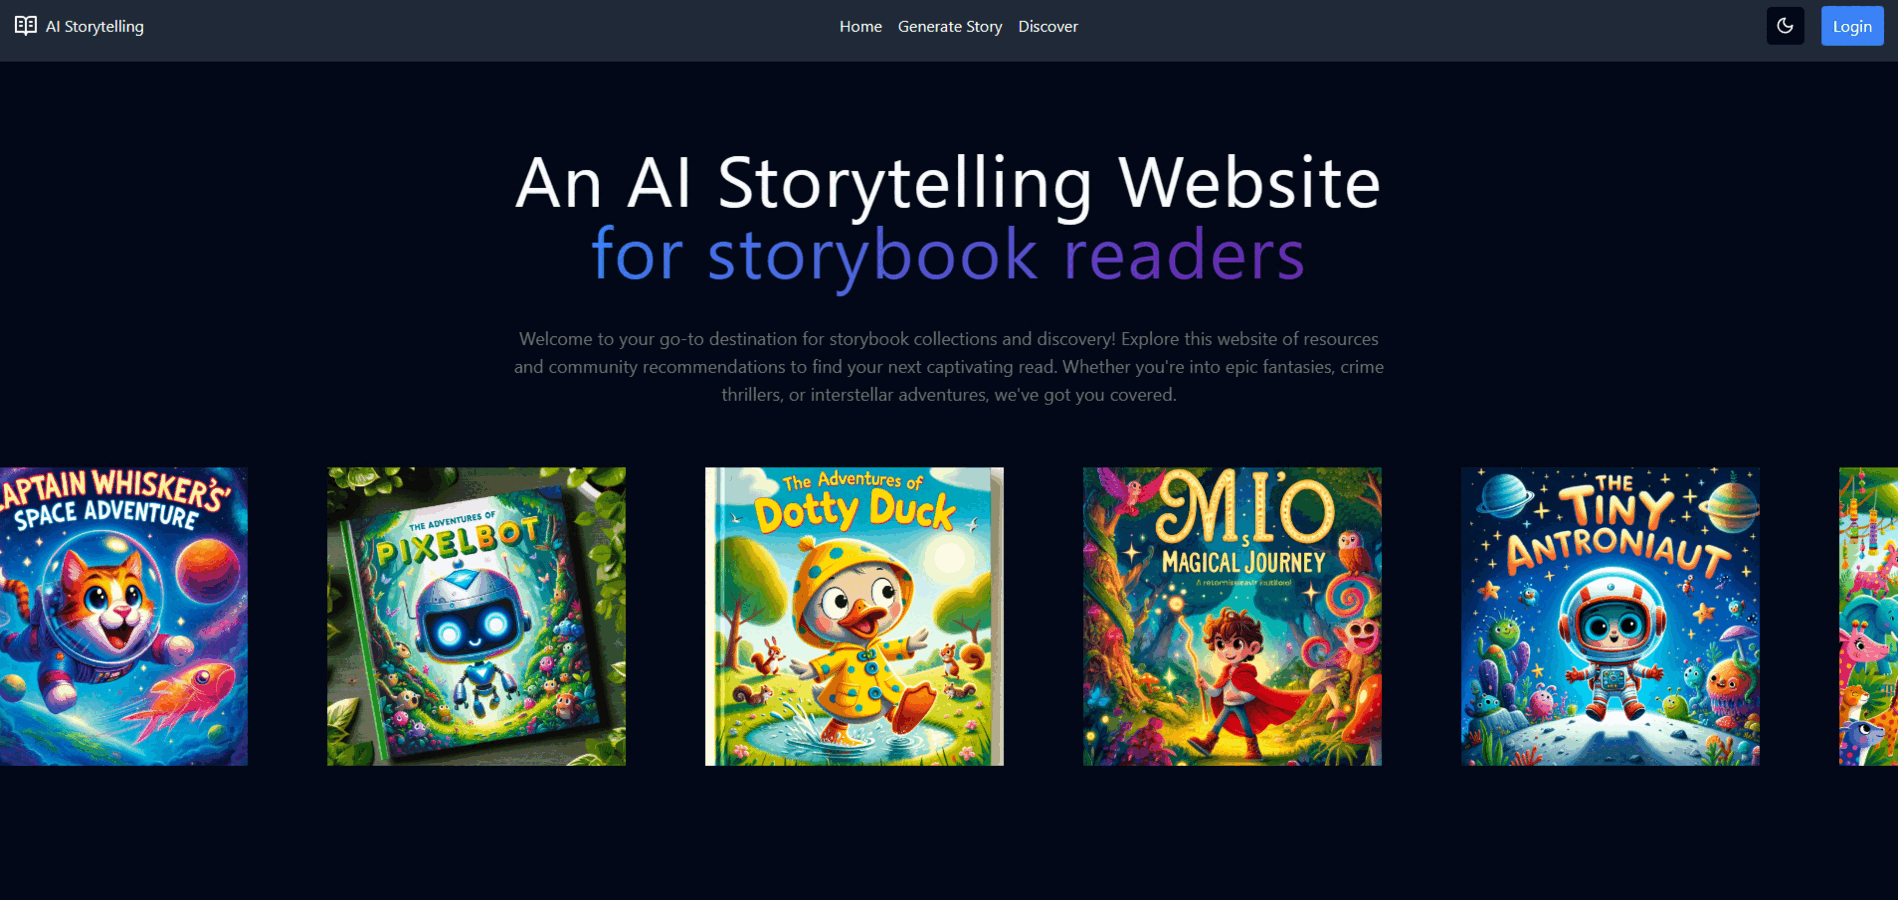 AI Storytelling
Home
Generate Story
Discover
Login
An AI Storytelling Website
for storybook readers
Welcome to your go-to destination for storybook collections and discovery! Explore this website of resources
and community recommendations to find your next captivating read. Whether you're into epic fantasies, crime
thrillers, or interstellar adventures, we've got you covered.
APTAIN WHISKER'S'
SPACE ADVENTURE
THE ADVENTURES OF
PIXELBOT
The Adventures of
Dotty Duck
M I'O
s
MAGICAL JOURNEY
THE
TINY
ANTRONIAUT